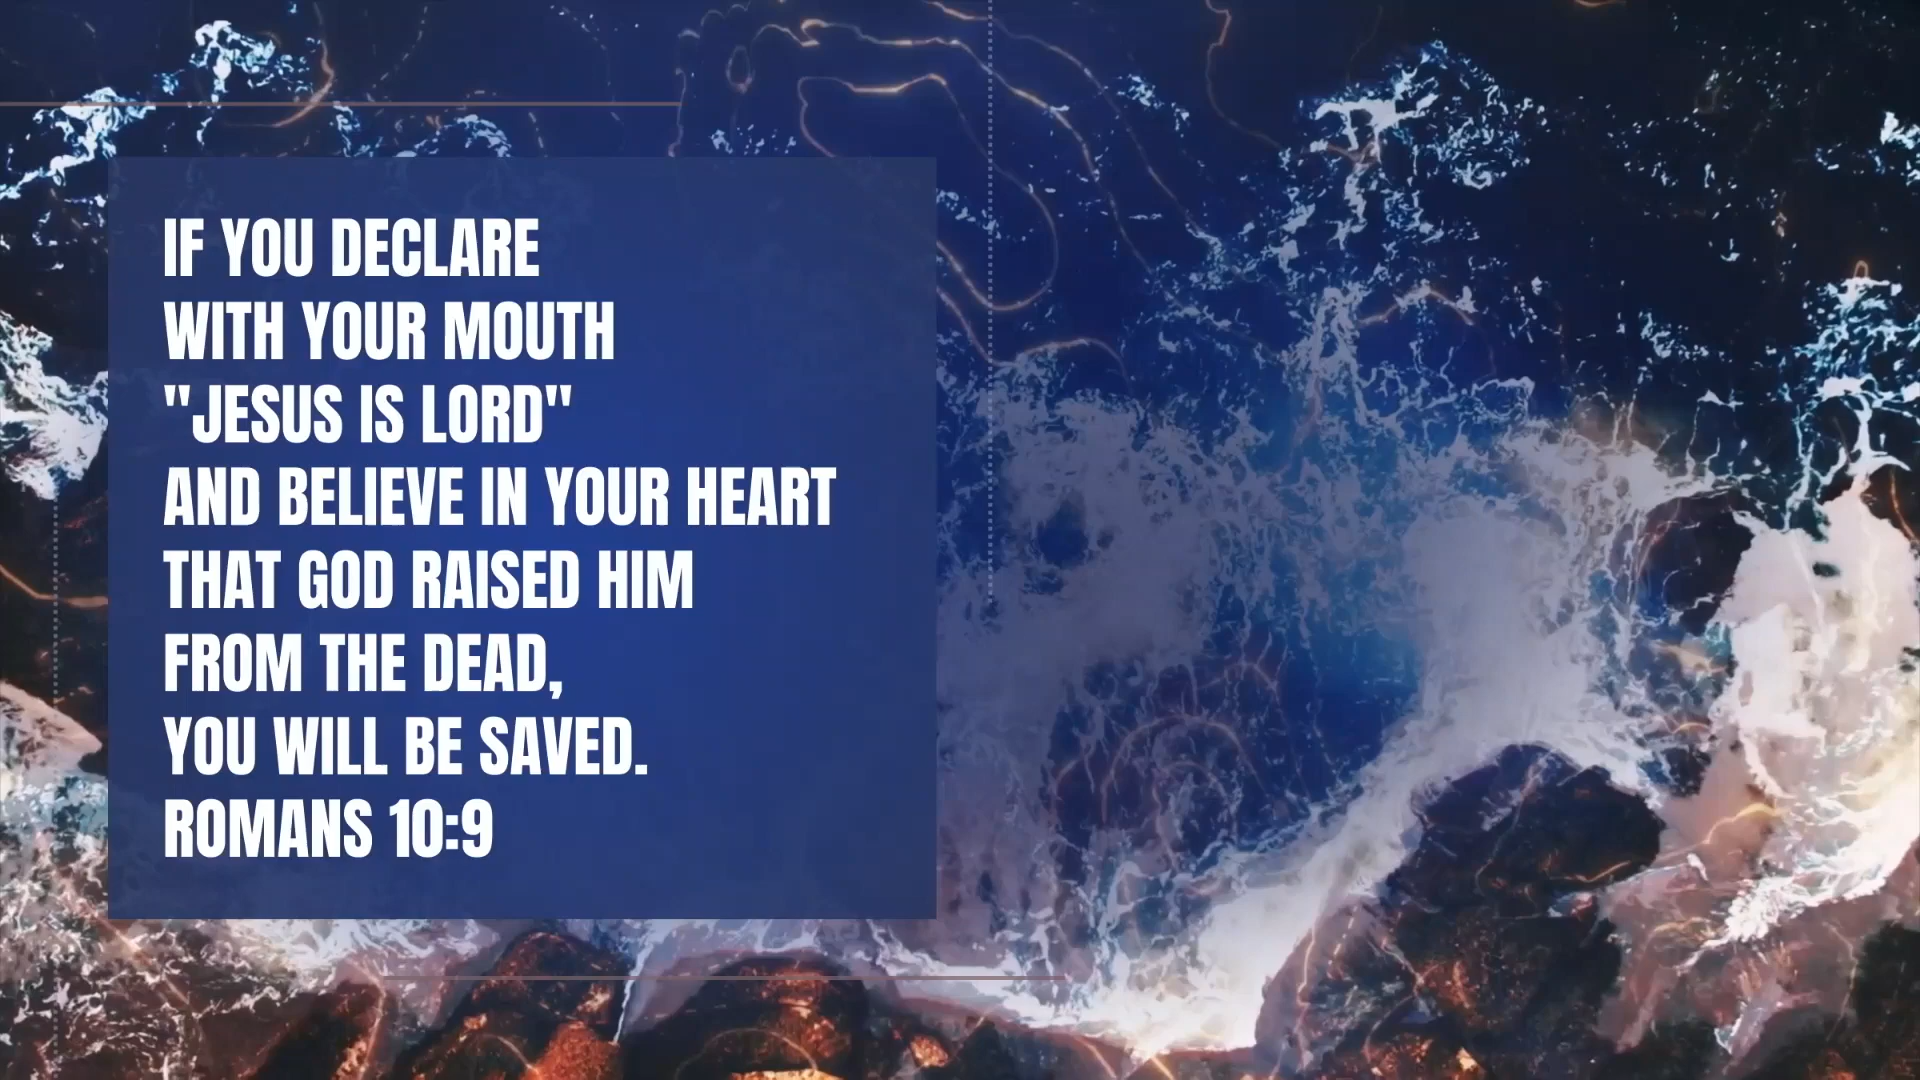 IF YOU DECLARE
WITH YOUR MOUTH
"JESUS IS LORD"
AND BELIEVE IN YOUR HEART
THAT GOD RAISED HIM
FROM THE DEAD,
YOU WILL BE SAVED.
ROMANS 10:9